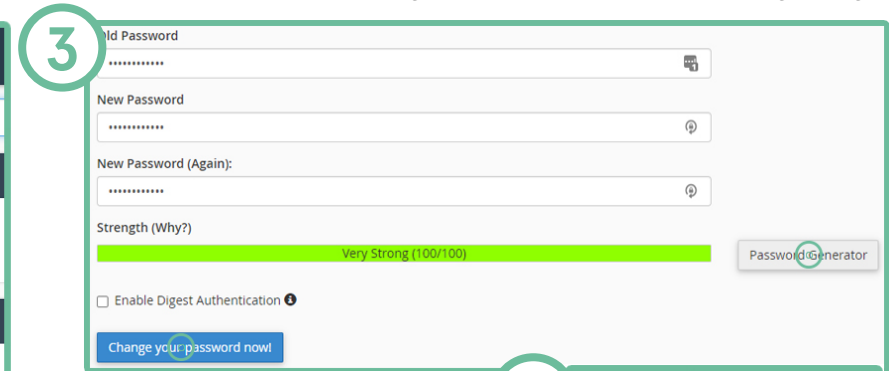 3
Old Password
••••••••••••
New Password
••••••••••••
New Password (Again):
••••••••••••
Strength (Why?)
Very Strong (100/100)
Password Generator
Enable Digest Authentication
Change your password now!